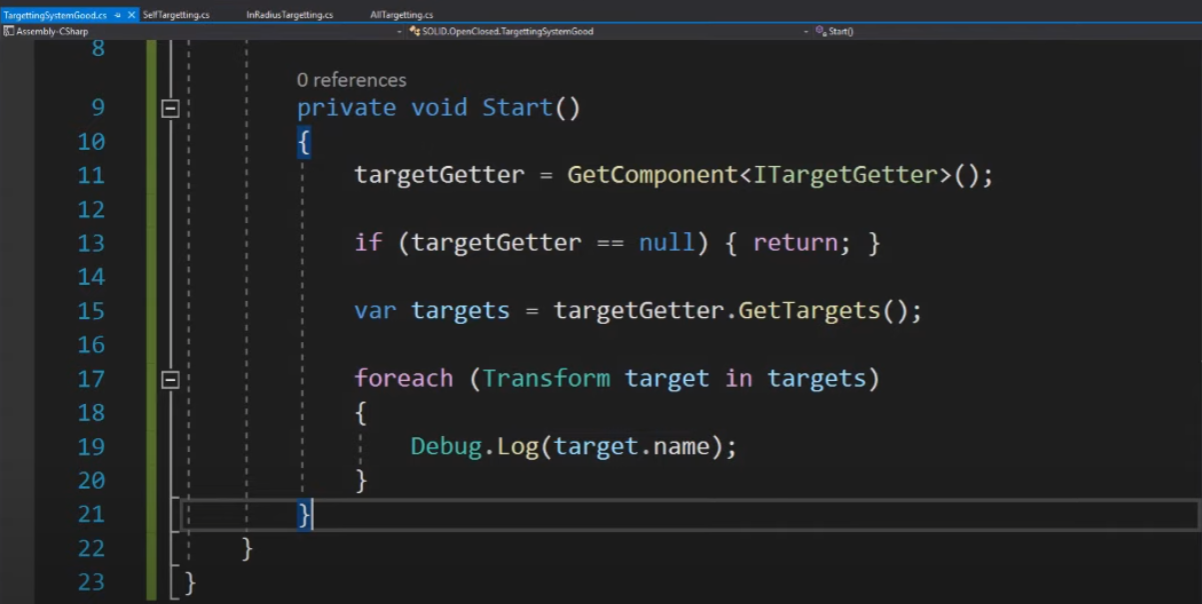 TargettingSystemGood.cs SelfTargetting.cs InRadiusTargetting.cs AllTargetting.cs
Assembly-CSharp SOLID.OpenClosed.TargettingSystemGood Start()
8
0 references
9 private void Start()
10 {
11 targetGetter = GetComponent<ITargetGetter>();
12
13 if (targetGetter == null) { return; }
14
15 var targets = targetGetter.GetTargets();
16
17 foreach (Transform target in targets)
18 {
19 Debug.Log(target.name);
20 }
21 }
22 }
23 }